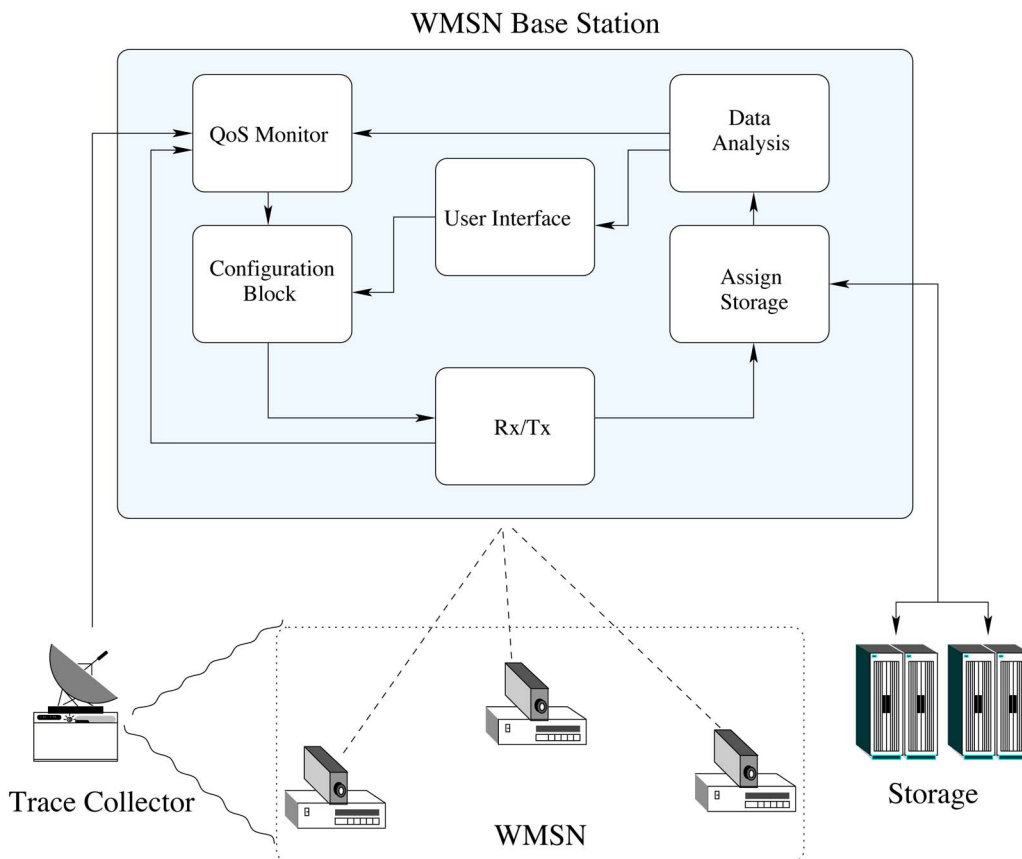 WMSN Base Station
QoS Monitor
Data
Analysis
User Interface
Configuration
Block
Assign
Storage
Rx/Tx
Trace Collector
WMSN
Storage